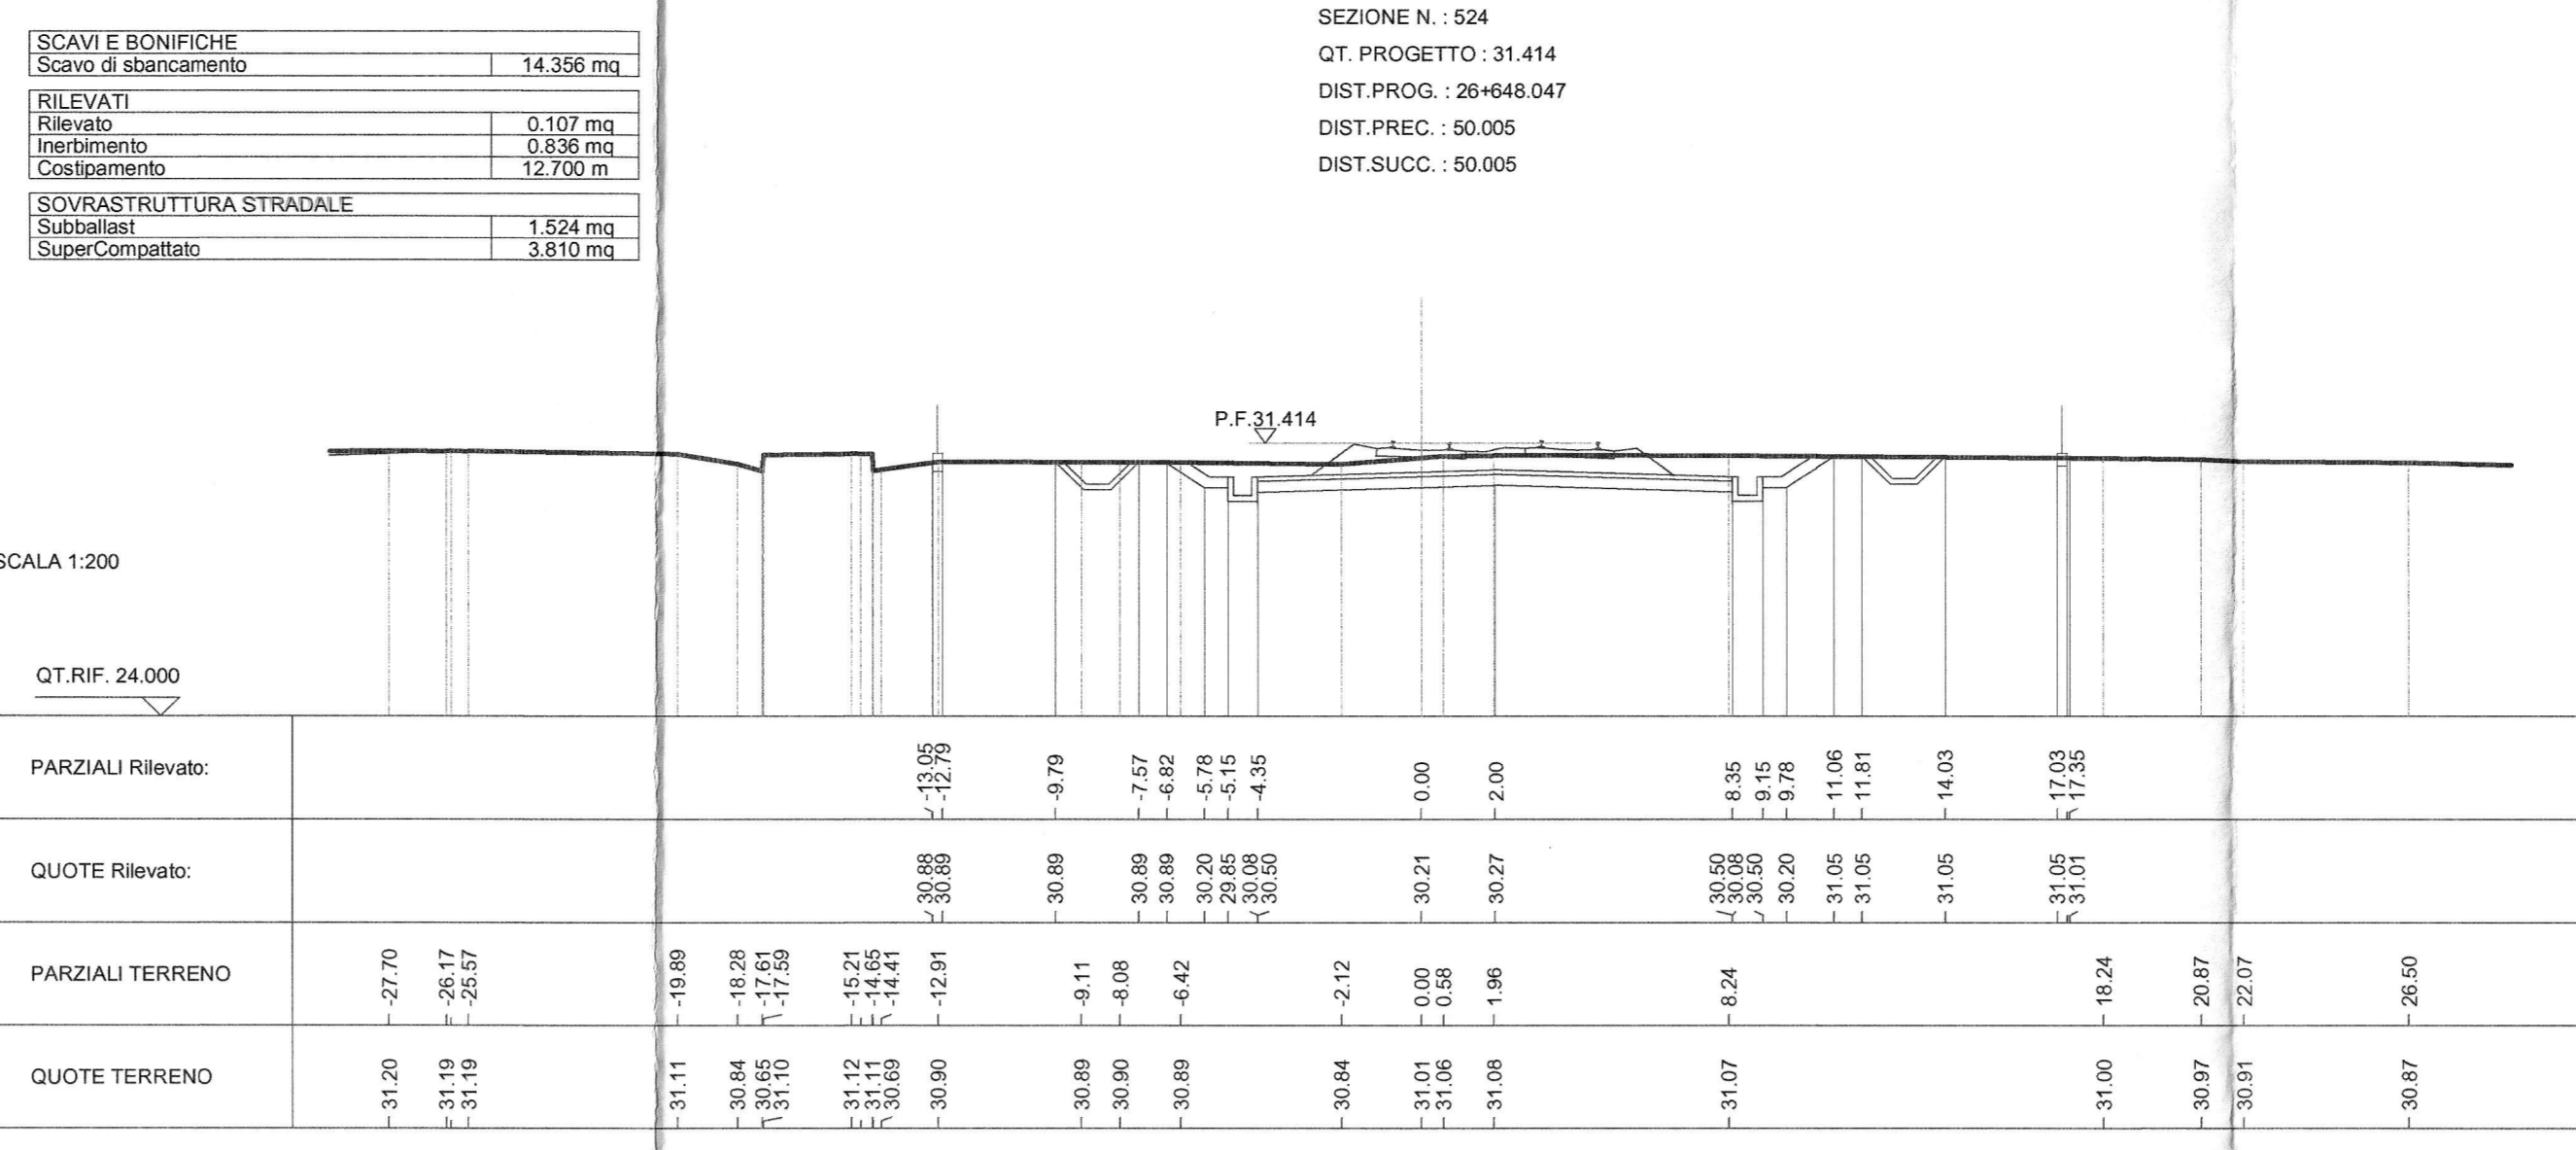 SEZIONE N. : 524
QT. PROGETTO : 31.414
DIST.PROG. : 26+648.047
DIST.PREC. : 50.005
DIST.SUCC. : 50.005
SCAVI E BONIFICHE
Scavo di sbancamento 14.356 mq
RILEVATI
Rilevato 0.107 mq
Inerbimento 0.836 mq
Costipamento 12.700 m
SOVRASTRUTTURA STRADALE
Subballast 1.524 mq
SuperCompattato 3.810 mq
P.F.31.414
SCALA 1:200
QT.RIF. 24.000
PARZIALI Rilevato: -13.05 -12.79 -9.79 -7.57 -6.82 -5.78 -5.15 -4.35 0.00 2.00 8.35 9.15 9.78 11.06 11.81 14.03 17.03 17.35
QUOTE Rilevato: 30.88 30.89 30.89 30.89 30.89 30.20 29.85 30.08 30.50 30.21 30.27 30.50 30.08 30.50 30.20 31.05 31.05 31.05 31.05 31.01
PARZIALI TERRENO -27.70 -26.17 -25.57 -19.89 -18.28 -17.61 -17.59 -15.21 -14.65 -14.41 -12.91 -9.11 -8.08 -6.42 -2.12 0.00 0.58 1.96 8.24 18.24 20.87 22.07 26.50
QUOTE TERRENO 31.20 31.19 31.19 31.11 30.84 30.65 31.10 31.12 31.11 30.69 30.90 30.89 30.90 30.89 30.84 31.01 31.06 31.08 31.07 31.00 30.97 30.91 30.87